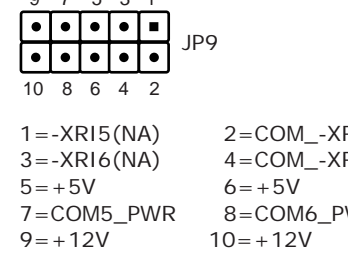 JP9
10 8 6 4 2
1=-XRI5(NA)
3=-XRI6(NA)
5=+5V 6=+5V
7=COM5_PWR
9=+12V 10=+12V